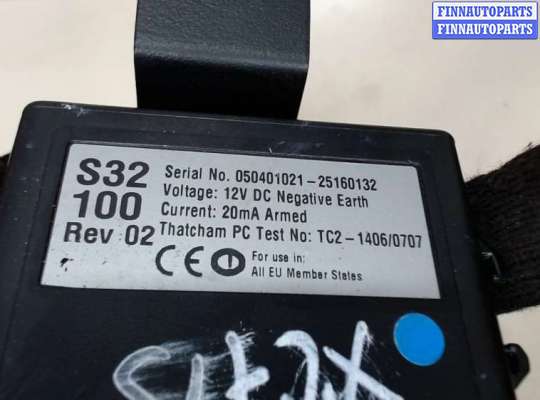 FINNAUTOPARTS
FINNAUTOPARTS
S32
100
Rev 02
Serial No. 050401021-25160132
Voltage: 12V DC Negative Earth
Current: 20mA Armed
Thatcham PC Test No: TC2-1406/0707
CE
For use in:
All EU Member States